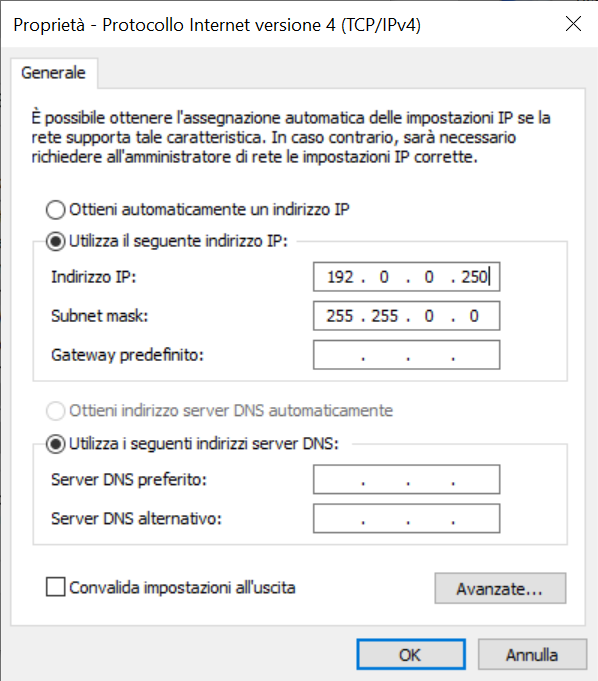 Proprietà - Protocollo Internet versione 4 (TCP/IPv4)
Generale
È possibile ottenere l'assegnazione automatica delle impostazioni IP se la
rete supporta tale caratteristica. In caso contrario, sarà necessario
richiedere all'amministratore di rete le impostazioni IP corrette.
Ottieni automaticamente un indirizzo IP
Utilizza il seguente indirizzo IP:
Indirizzo IP: 192 . 0 . 0 . 250
Subnet mask: 255 . 255 . 0 . 0
Gateway predefinito: . . .
Ottieni indirizzo server DNS automaticamente
Utilizza i seguenti indirizzi server DNS:
Server DNS preferito: . . .
Server DNS alternativo: . . .
Convalida impostazioni all'uscita Avanzate...
OK Annulla